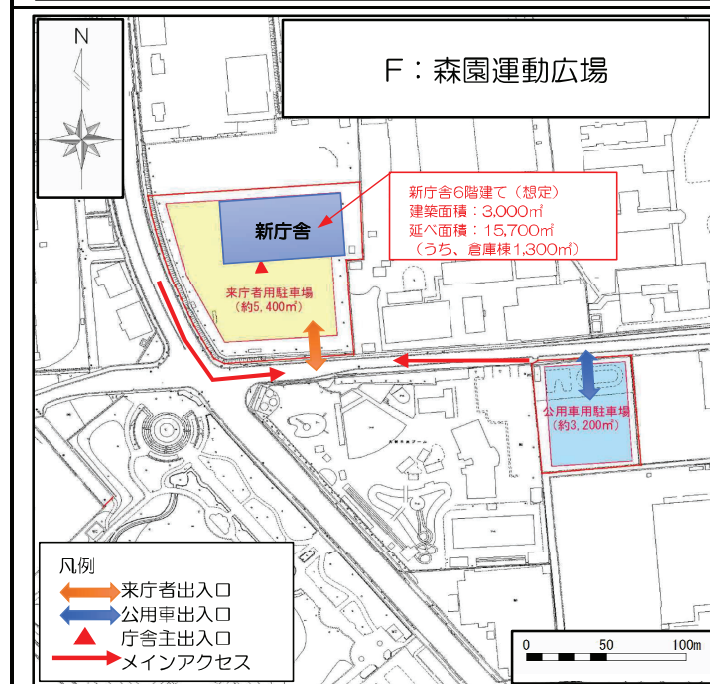 N
F：森園運動広場
新庁舎6階建て（想定）
建築面積：3,000㎡
延べ面積：15,700㎡
（うち、倉庫棟1,300㎡）
新庁舎
来庁者用駐車場
(約5,400㎡)
公用車用駐車場
(約3,200㎡)
凡例
来庁者出入口
公用車出入口
庁舎主出入口
メインアクセス
0 50 100m